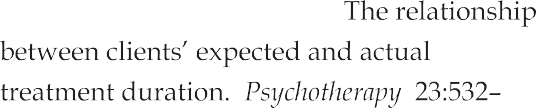 The relationship
between clients’ expected and actual
treatment duration. Psychotherapy 23:532–